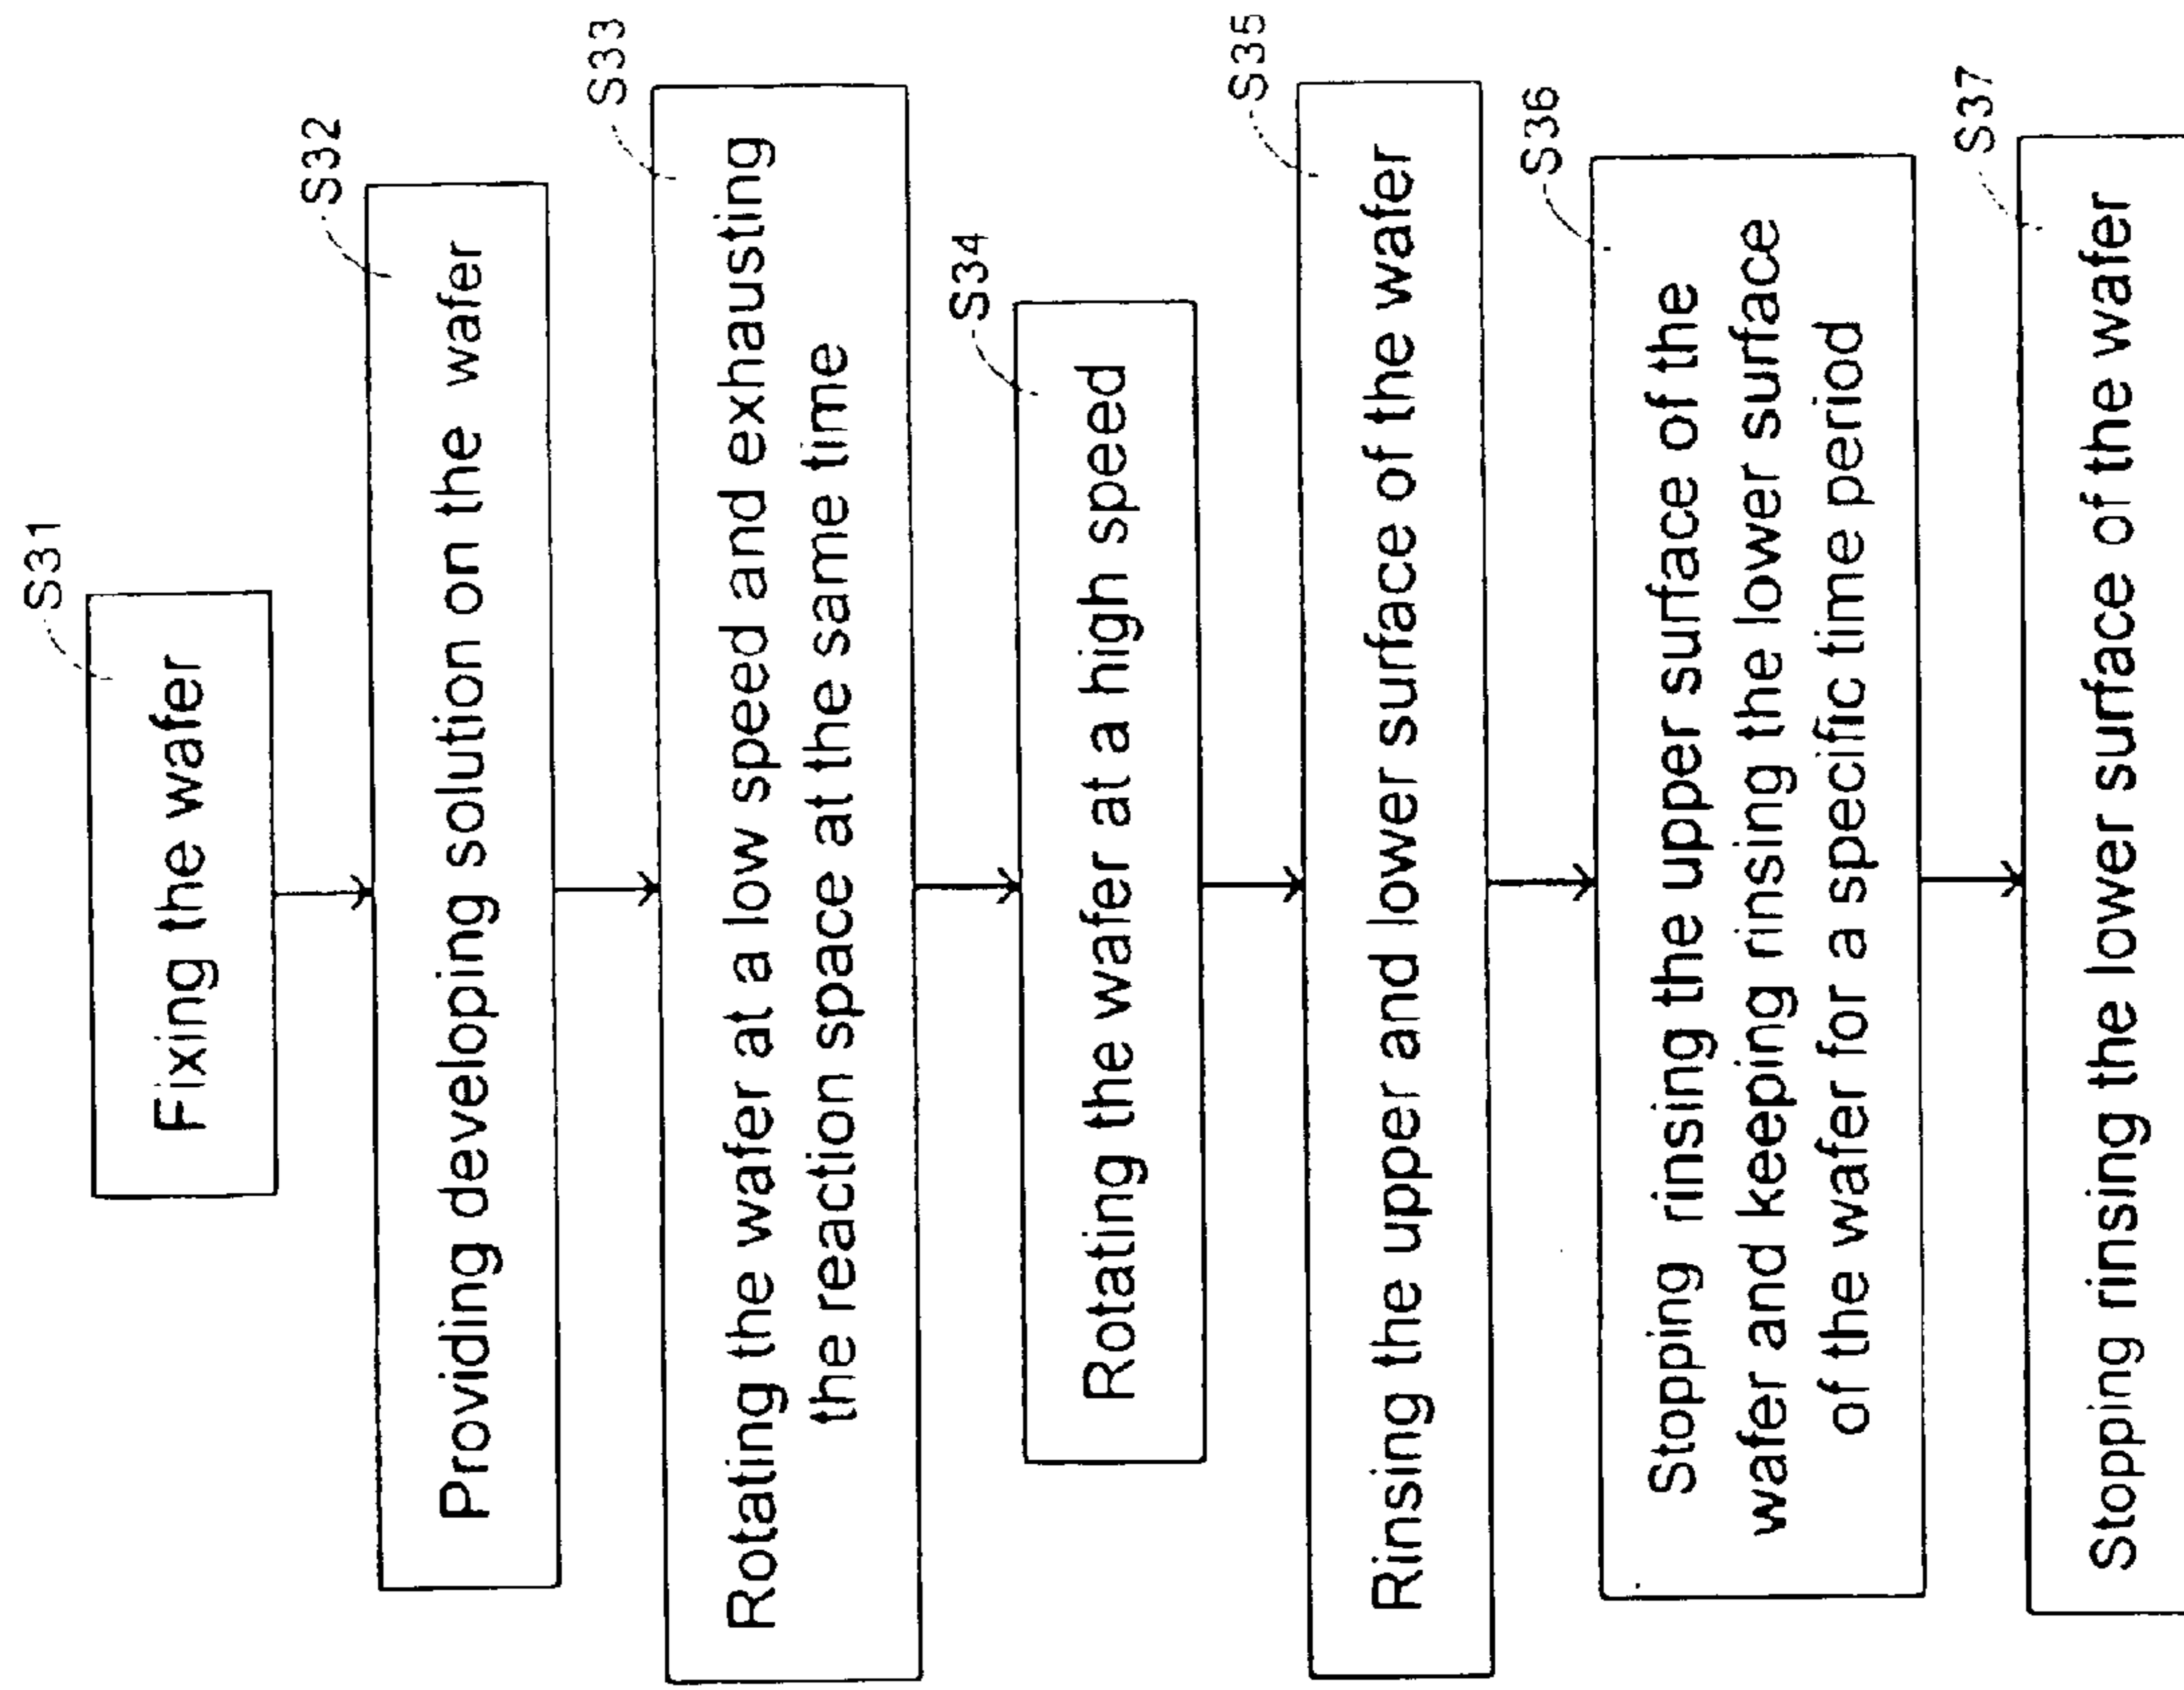 S31
Fixing the wafer
S32
Providing developing solution on the wafer
S33
Rotating the wafer at a low speed and exhausting
the reaction space at the same time
S34
Rotating the wafer at a high speed
S35
Rinsing the upper and lower surface of the wafer
S36
Stopping rinsing the upper surface of the
wafer and keeping rinsing the lower surface
of the wafer for a specific time period
S37
Stopping rinsing the lower surface of the wafer